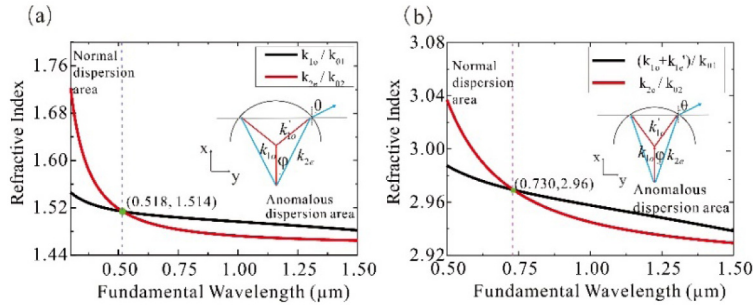 (a)
(b)
1.76
1.68
1.60
1.52
1.44
Refractive Index
Normal
dispersion
area
k1o / k01
k2e / k02
θ
k'1o
k1o
φ
k2e
x
y
(0.518, 1.514)
Anomalous
dispersion area
0.50
0.75
1.00
1.25
1.50
Fundamental Wavelength (μm)
3.08
3.04
3.00
2.96
2.92
Refractive Index
Normal
dispersion
area
(k1o+k1e')/ k01
k2e / k02
θ
k'1o
k1o
φ
k2e
x
y
(0.730,2.96)
Anomalous
dispersion area
0.50
0.75
1.00
1.25
1.50
Fundamental Wavelength (μm)